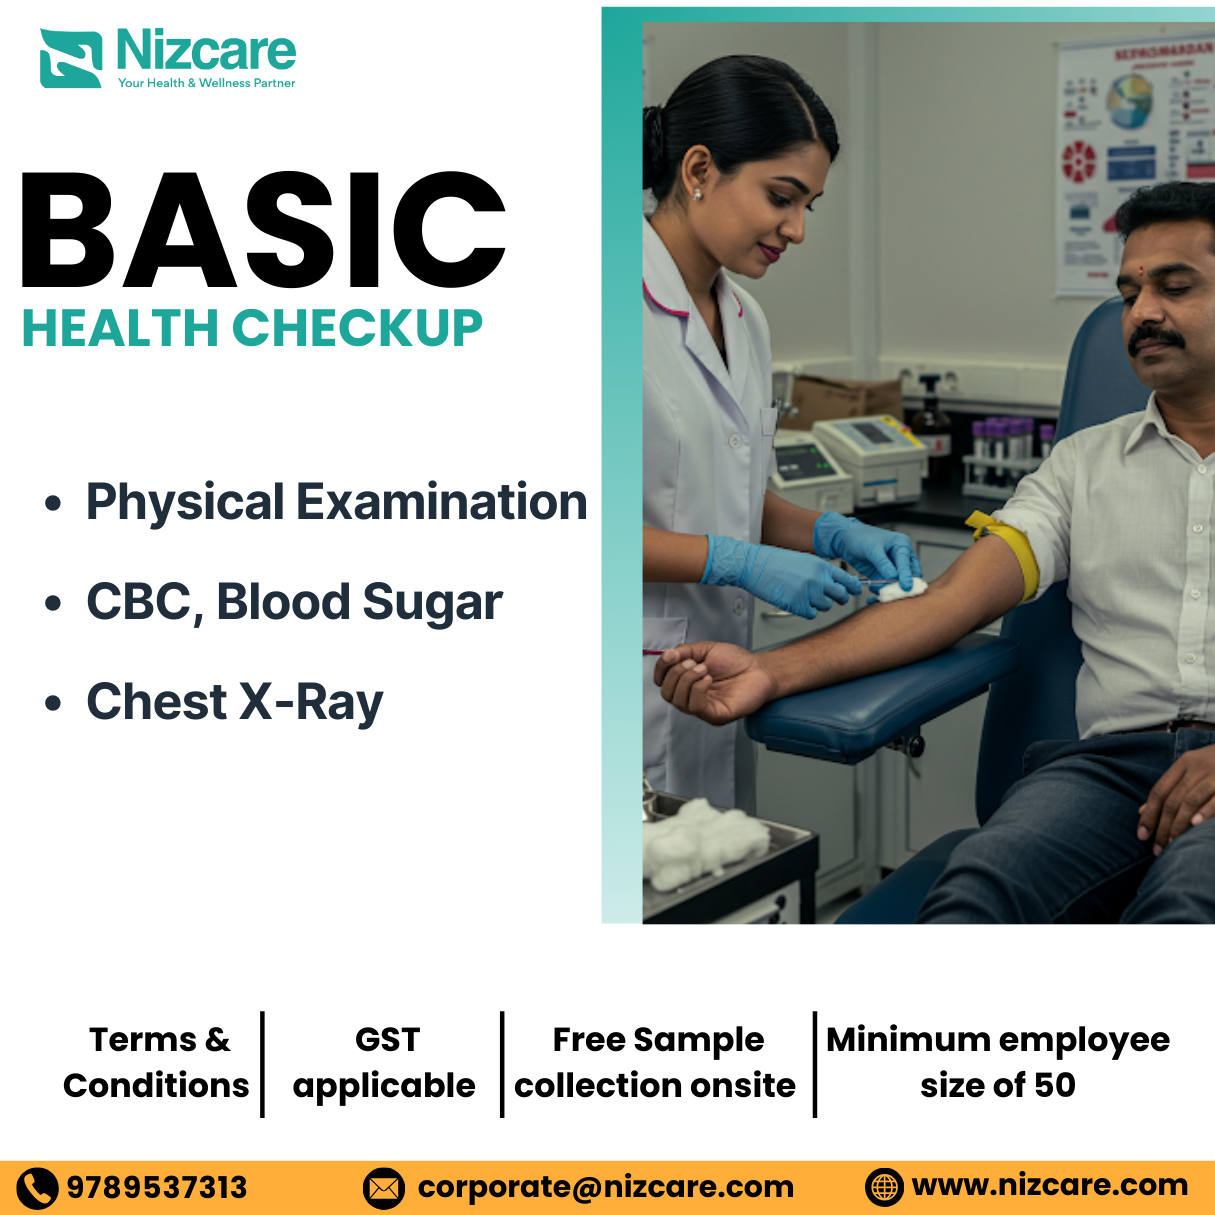 Nizcare
Your Health & Wellness Partner
BASIC
HEALTH CHECKUP
• Physical Examination
• CBC, Blood Sugar
• Chest X-Ray
Terms &
Conditions
GST
applicable
Free Sample
collection onsite
Minimum employee
size of 50
9789537313
corporate@nizcare.com
www.nizcare.com